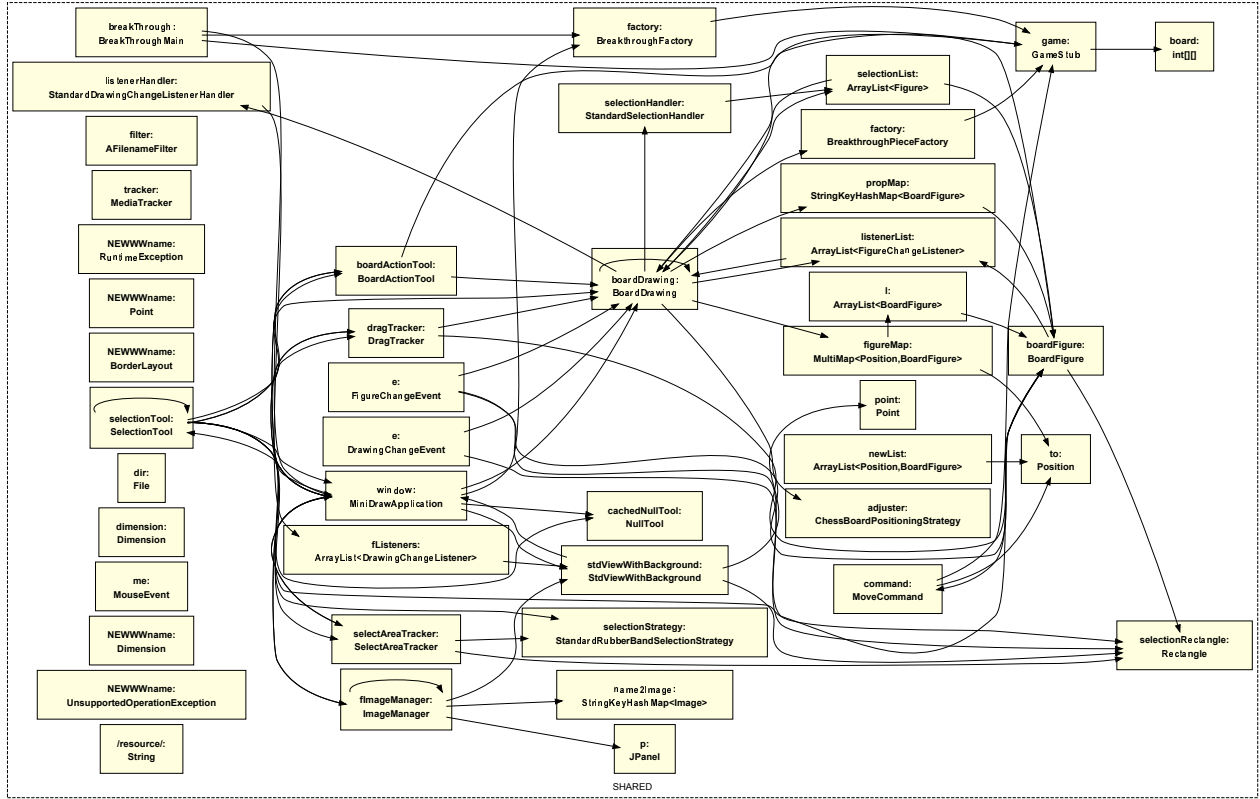 breakThrough:
BreakThroughMain
listenerHandler:
StandardDrawingChangeListenerHandler
filter:
AFilenameFilter
tracker:
MediaTracker
NEWWWname:
RuntimeException
NEWWWname:
Point
NEWWWname:
BorderLayout
selectionTool:
SelectionTool
dir:
File
dimension:
Dimension
me:
MouseEvent
NEWWWname:
Dimension
NEWWWname:
UnsupportedOperationException
/resource/:
String
boardActionTool:
BoardActionTool
dragTracker:
DragTracker
e:
FigureChangeEvent
e:
DrawingChangeEvent
window:
MiniDrawApplication
fListeners:
ArrayList<DrawingChangeListener>
selectAreaTracker:
SelectAreaTracker
fImageManager:
ImageManager
factory:
BreakthroughFactory
selectionHandler:
StandardSelectionHandler
boardDrawing:
BoardDrawing
cachedNullTool:
NullTool
stdViewWithBackground:
StdViewWithBackground
selectionStrategy:
StandardRubberBandSelectionStrategy
name2Image:
StringKeyHashMap<Image>
p:
JPanel
selectionList:
ArrayList<Figure>
factory:
BreakthroughPieceFactory
propMap:
StringKeyHashMap<BoardFigure>
listenerList:
ArrayList<FigureChangeListener>
l:
ArrayList<BoardFigure>
figureMap:
MultiMap<Position,BoardFigure>
point:
Point
newList:
ArrayList<Position,BoardFigure>
adjuster:
ChessBoardPositioningStrategy
command:
MoveCommand
game:
GameStub
boardFigure:
BoardFigure
to:
Position
board:
int[][]
selectionRectangle:
Rectangle
SHARED